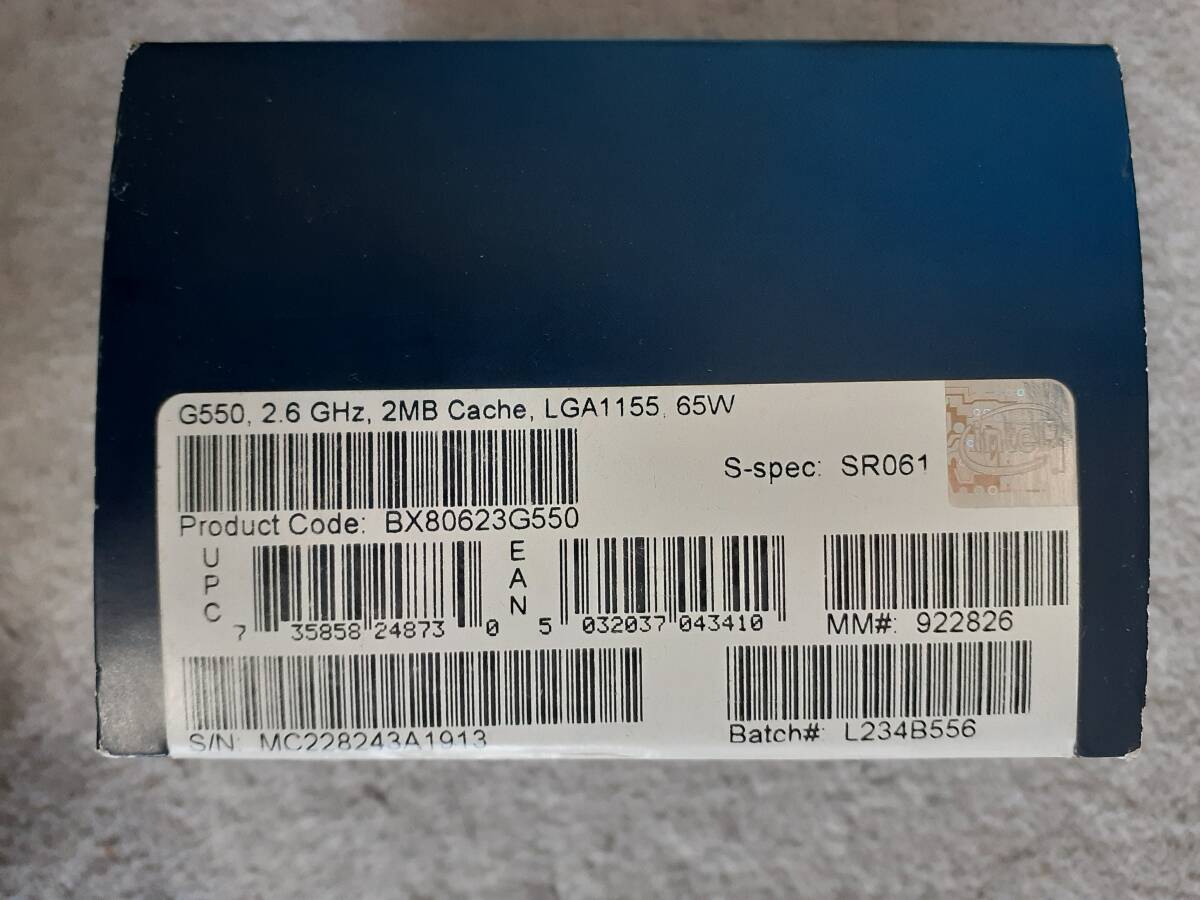 G550, 2.6 GHz, 2MB Cache, LGA1155, 65W
intel
S-spec: SR061
Product Code: BX80623G550
UPC
7 35858 24873 0
EAN
5 032037 043410
MM#: 922826
S/N: MC228243A1913
Batch#: L234B556